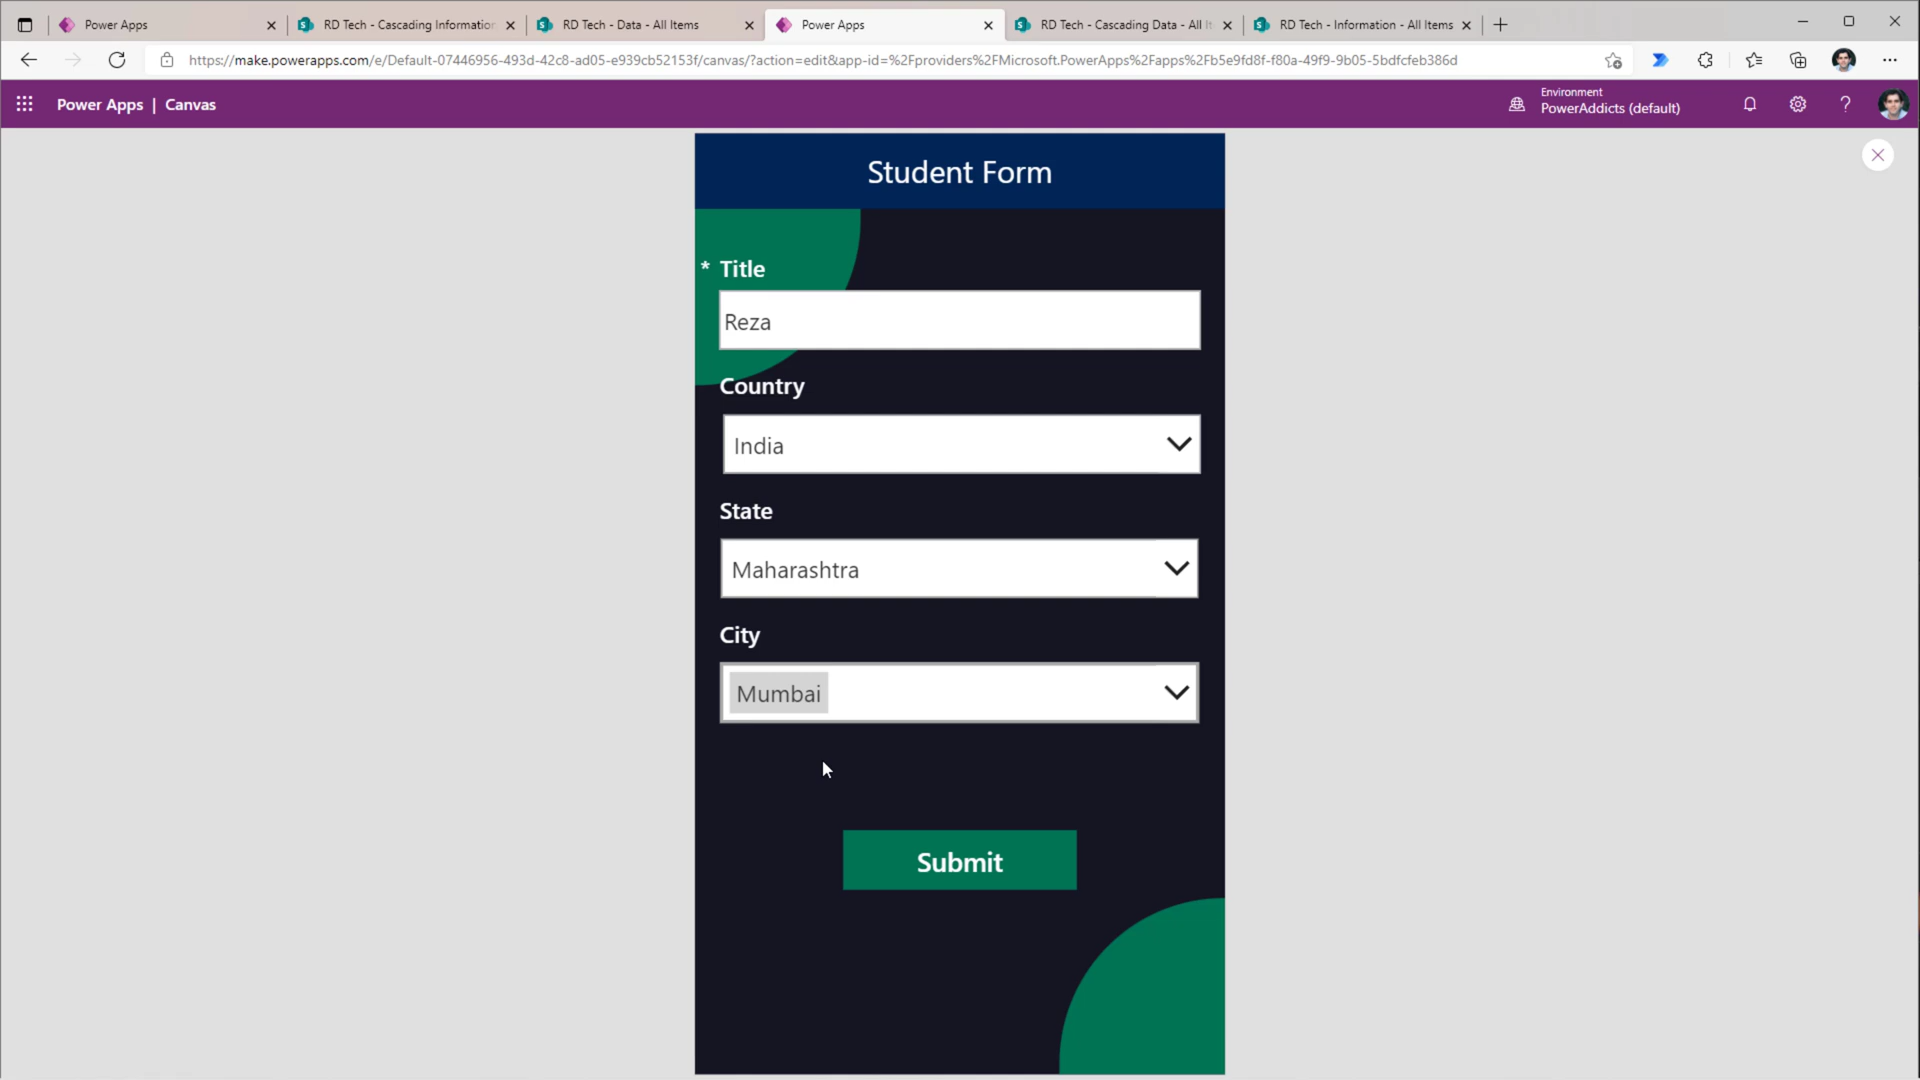 Power Apps
RD Tech - Cascading Information
RD Tech - Data - All Items
Power Apps
RD Tech - Cascading Data - All It
RD Tech - Information - All Items
https://make.powerapps.com/e/Default-07446956-493d-42c8-ad05-e939cb52153f/canvas/?action=edit&app-id=%2Fproviders%2FMicrosoft.PowerApps%2Fapps%2Fb5e9fd8f-f80a-49f9-9b05-5bdfcfeb386d
Power Apps | Canvas
Environment
PowerAddicts (default)
Student Form
* Title
Reza
Country
India
State
Maharashtra
City
Mumbai
Submit